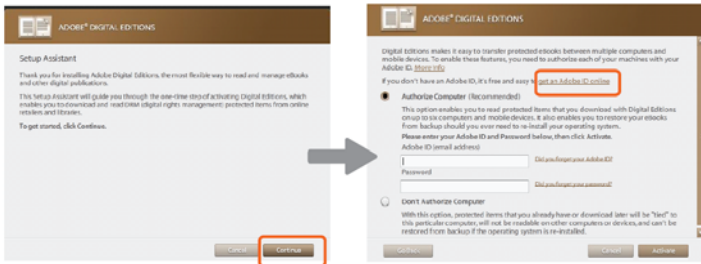 ADOBE® DIGITAL EDITIONS
Setup Assistant
Thank you for installing Adobe Digital Editions, the most flexible way to read and manage eBooks
and other digital publications.
This Setup Assistant will guide you through the one-time step of activating Digital Editions, which
enables you to download and read DRM (digital rights management) protected items from online
retailers and libraries.
To get started, click Continue.
Cancel
Continue
ADOBE® DIGITAL EDITIONS
Digital Editions makes it easy to transfer protected eBooks between multiple computers and
mobile devices. To enable these features, you need to authorize each of your machines with your
Adobe ID. More info
If you don't have an Adobe ID, it's free and easy to get an Adobe ID online
Authorize Computer (Recommended)
This option enables you to read protected items that you download with Digital Editions
on up to six computers and mobile devices. It also enables you to restore your eBooks
from backup should you ever need to re-install your operating system.
Please enter your Adobe ID and Password below, then click Activate.
Adobe ID (email address)
Did you forget your Adobe ID?
Password
Did you forget your password?
Don't Authorize Computer
With this option, protected items that you already have or download later will be "tied" to
this particular computer, will not be readable on other computers or devices, and can't be
restored from backup if the operating system is re-installed.
Go Back
Cancel
Activate